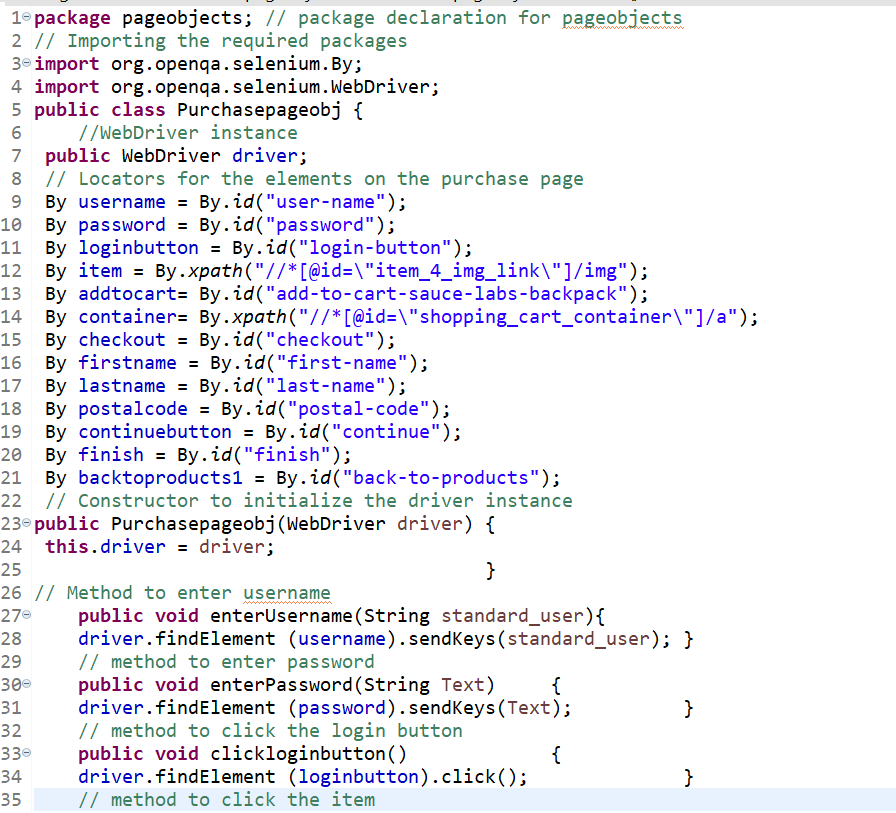 1 package pageobjects; // package declaration for pageobjects
2 // Importing the required packages
3 import org.openqa.selenium.By;
4 import org.openqa.selenium.WebDriver;
5 public class Purchasepageobj {
6 //WebDriver instance
7 public WebDriver driver;
8 // Locators for the elements on the purchase page
9 By username = By.id("user-name");
10 By password = By.id("password");
11 By loginbutton = By.id("login-button");
12 By item = By.xpath("//*[@id=\"item_4_img_link\"]/img");
13 By addtocart= By.id("add-to-cart-sauce-labs-backpack");
14 By container= By.xpath("//*[@id=\"shopping_cart_container\"]/a");
15 By checkout = By.id("checkout");
16 By firstname = By.id("first-name");
17 By lastname = By.id("last-name");
18 By postalcode = By.id("postal-code");
19 By continuebutton = By.id("continue");
20 By finish = By.id("finish");
21 By backtoproducts1 = By.id("back-to-products");
22 // Constructor to initialize the driver instance
23 public Purchasepageobj(WebDriver driver) {
24 this.driver = driver;
25 }
26 // Method to enter username
27 public void enterUsername(String standard_user){
28 driver.findElement (username).sendKeys(standard_user); }
29 // method to enter password
30 public void enterPassword(String Text) {
31 driver.findElement (password).sendKeys(Text); }
32 // method to click the login button
33 public void clickloginbutton() {
34 driver.findElement (loginbutton).click(); }
35 // method to click the item